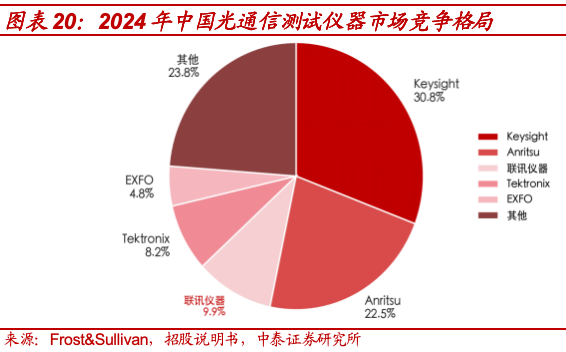 图表 20：2024 年中国光通信测试仪器市场竞争格局
其他
23.8%
Keysight
30.8%
EXFO
4.8%
Tektronix
8.2%
联讯仪器
9.9%
Anritsu
22.5%
Keysight
Anritsu
联讯仪器
Tektronix
EXFO
其他
来源：Frost&Sullivan，招股说明书，中泰证券研究所